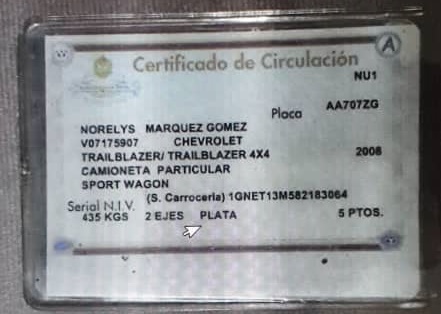 Certificado de Circulación
A
NU1
Placa AA707ZG
NORELYS MARQUEZ GOMEZ
V07175907 CHEVROLET
TRAILBLAZER/ TRAILBLAZER 4X4 2008
CAMIONETA PARTICULAR
SPORT WAGON
(S. Carroceria) 1GNET13M582183064
Serial N.I.V.
435 KGS 2 EJES PLATA 5 PTOS.